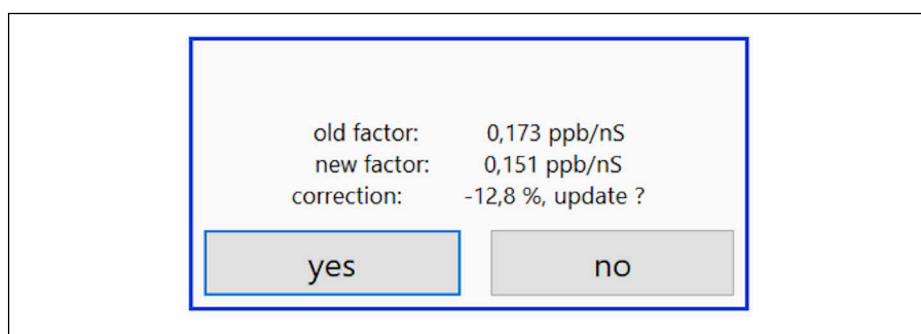 old factor: 0,173 ppb/nS
new factor: 0,151 ppb/nS
correction: -12,8 %, update ?
yes no